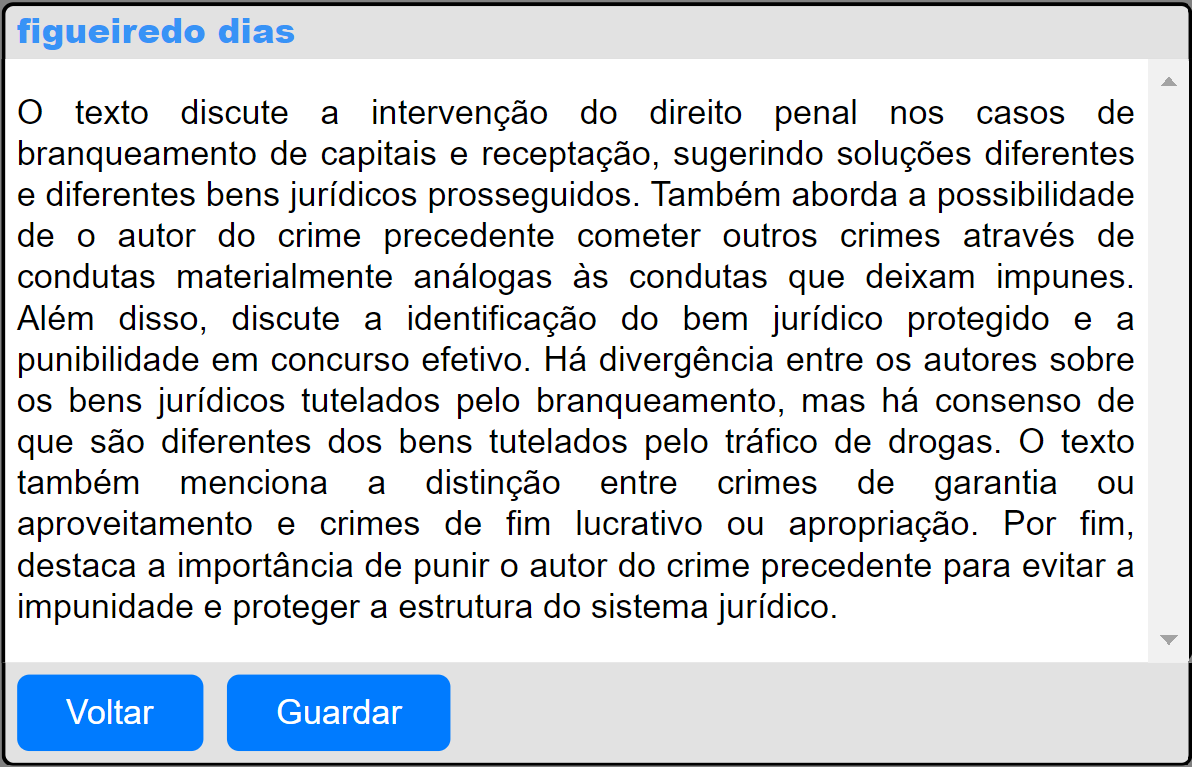 figueiredo dias
O texto discute a intervenção do direito penal nos casos de
branqueamento de capitais e receptação, sugerindo soluções diferentes
e diferentes bens jurídicos prosseguidos. Também aborda a possibilidade
de o autor do crime precedente cometer outros crimes através de
condutas materialmente análogas às condutas que deixam impunes.
Além disso, discute a identificação do bem jurídico protegido e a
punibilidade em concurso efetivo. Há divergência entre os autores sobre
os bens jurídicos tutelados pelo branqueamento, mas há consenso de
que são diferentes dos bens tutelados pelo tráfico de drogas. O texto
também menciona a distinção entre crimes de garantia ou
aproveitamento e crimes de fim lucrativo ou apropriação. Por fim,
destaca a importância de punir o autor do crime precedente para evitar a
impunidade e proteger a estrutura do sistema jurídico.
Voltar Guardar